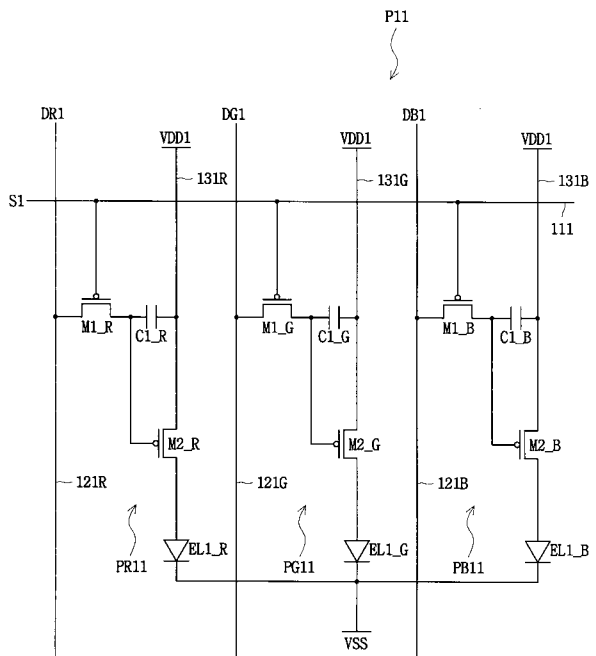 P11
DR1 DG1 DB1
VDD1 VDD1 VDD1
131R 131G 131B
S1
111
M1_R C1_R M1_G C1_G M1_B C1_B
M2_R M2_G M2_B
121R 121G 121B
EL1_R EL1_G EL1_B
PR11 PG11 PB11
VSS